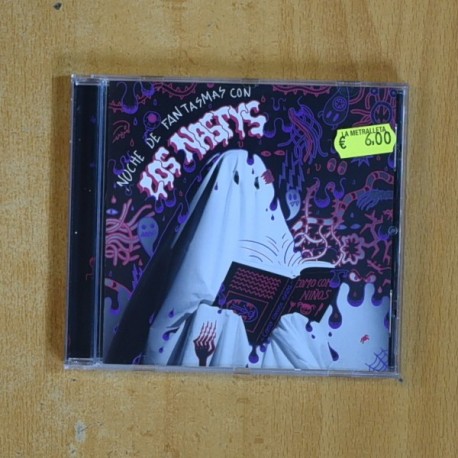 NOCHE DE FANTASMAS CON
LOS NASTYS
LA METRALLETA
€ 6.00
COMO CON
NIÑOS